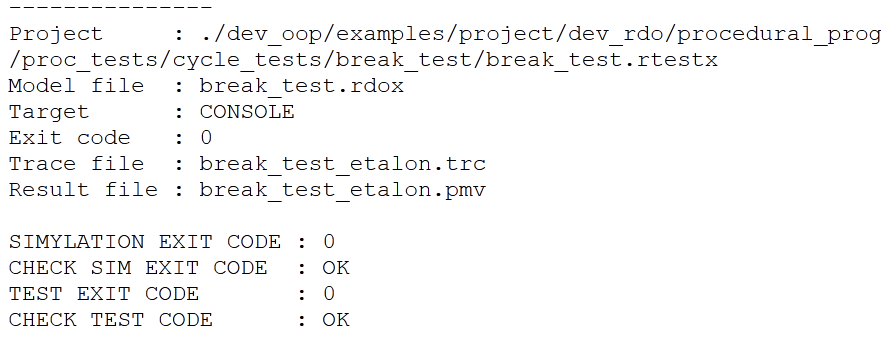 ---------------
Project     : ./dev_oop/examples/project/dev_rdo/procedural_prog
/proc_tests/cycle_tests/break_test/break_test.rtestx
Model file  : break_test.rdox
Target      : CONSOLE
Exit code   : 0
Trace file  : break_test_etalon.trc
Result file : break_test_etalon.pmv

SIMYLATION EXIT CODE : 0
CHECK SIM EXIT CODE  : OK
TEST EXIT CODE       : 0
CHECK TEST CODE      : OK